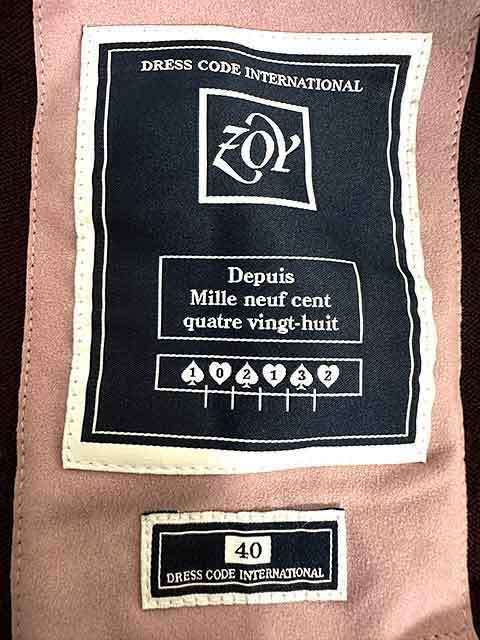 DRESS CODE INTERNATIONAL
ZOY
Depuis
Mille neuf cent
quatre vingt-huit
1 0 2 1 3 2
40
DRESS CODE INTERNATIONAL